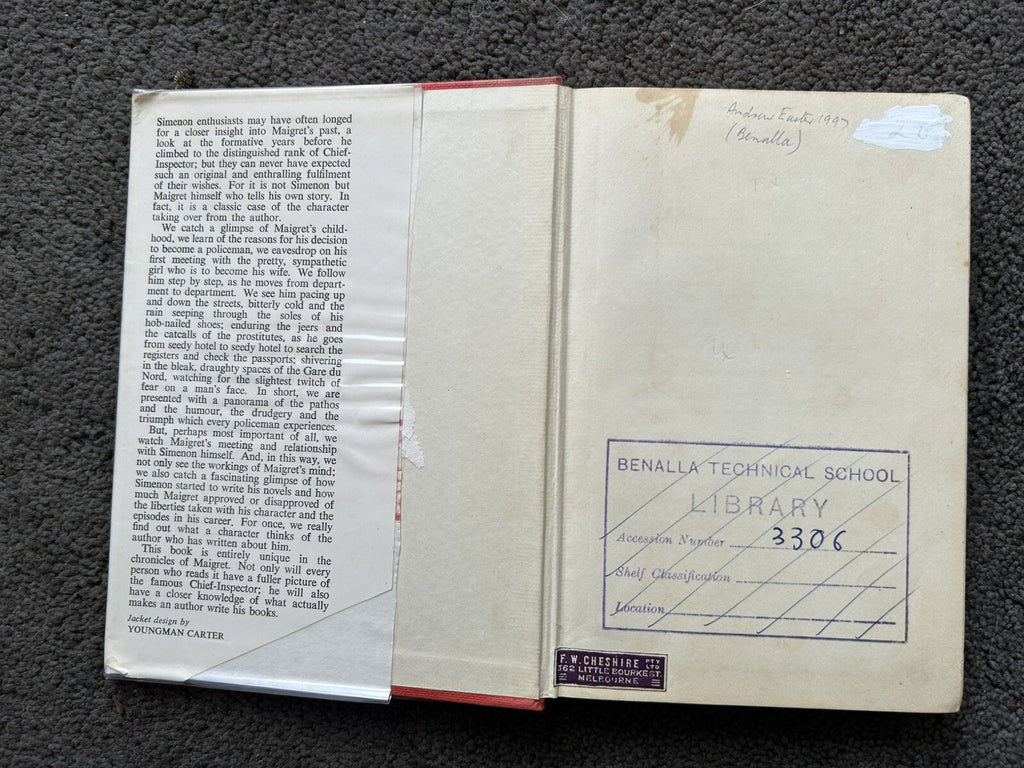 Simenon enthusiasts may have often longed
for a closer insight into Maigret's past, a
look at the formative years before he
climbed to the distinguished rank of Chief-
Inspector; but they can never have expected
such an original and enthralling fulfilment
of their wishes. For it is not Simenon but
Maigret himself who tells his own story. In
fact, it is a classic case of the character
taking over from the author.
We catch a glimpse of Maigret's child-
hood, we learn of the reasons for his decision
to become a policeman, we eavesdrop on his
first meeting with the pretty, sympathetic
girl who is to become his wife. We follow
him step by step, as he moves from depart-
ment to department. We see him pacing up
and down the streets, bitterly cold and the
rain seeping through the soles of his
hob-nailed shoes; enduring the jeers and
the catcalls of the prostitutes, as he goes
from seedy hotel to seedy hotel to search the
registers and check the passports; shivering
in the bleak, draughty spaces of the Gare du
Nord, watching for the slightest twitch of
fear on a man's face. In short, we are
presented with a panorama of the pathos
and the humour, the drudgery and the
triumph which every policeman experiences.
But, perhaps most important of all, we
watch Maigret's meeting and relationship
with Simenon himself. And, in this way, we
not only see the workings of Maigret's mind;
we also catch a fascinating glimpse of how
Simenon started to write his novels and how
much Maigret approved or disapproved of
the liberties taken with his character and the
episodes in his career. For once, we really
find out what a character thinks of the
author who has written about him.
This book is entirely unique in the
chronicles of Maigret. Not only will every
person who reads it have a fuller picture of
the famous Chief-Inspector; he will also
have a closer knowledge of what actually
makes an author write his books.
Jacket design by
YOUNGMAN CARTER
Andrew 1997
(Benalla)
BENALLA TECHNICAL SCHOOL
LIBRARY
Accession Number 3306
Shelf Classification
Location
F. W. CHESHIRE PTY LTD
362 LITTLE BOURKE ST.
MELBOURNE